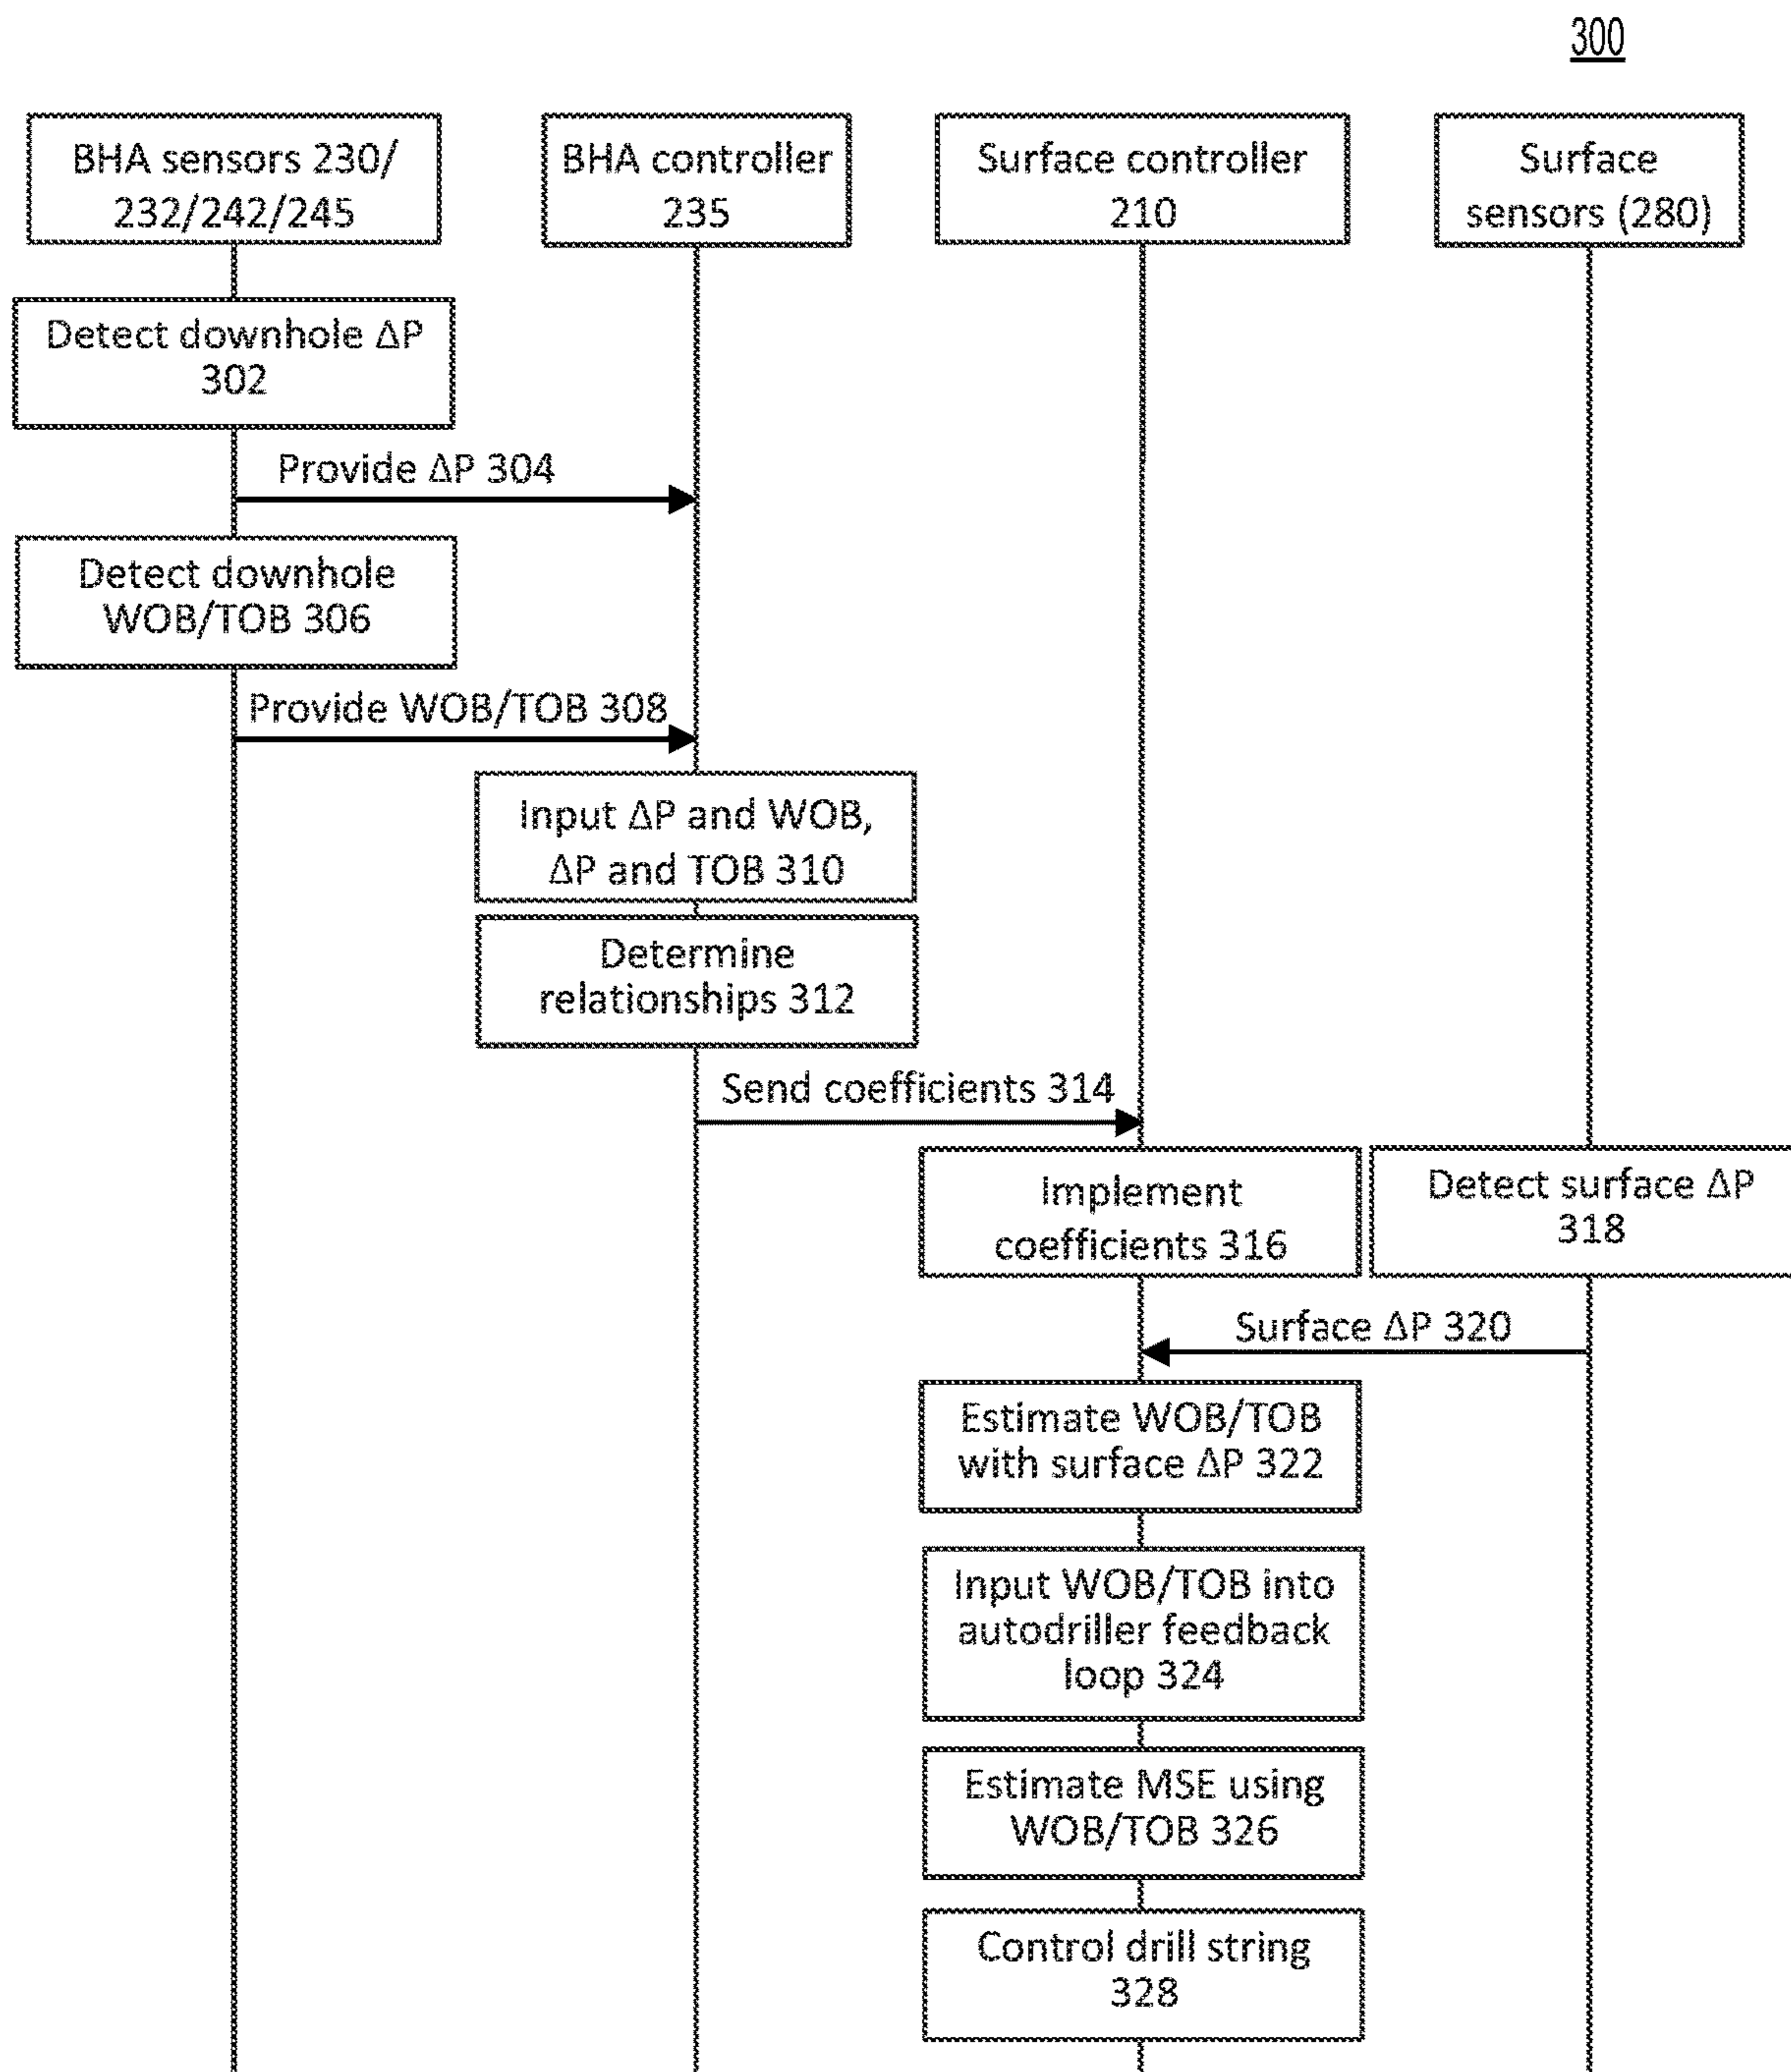 300
BHA sensors 230/
232/242/245
BHA controller
235
Surface controller
210
Surface
sensors (280)
Detect downhole ΔP
302
Provide ΔP 304
Detect downhole
WOB/TOB 306
Provide WOB/TOB 308
Input ΔP and WOB,
ΔP and TOB 310
Determine
relationships 312
Send coefficients 314
Implement
coefficients 316
Detect surface ΔP
318
Surface ΔP 320
Estimate WOB/TOB
with surface ΔP 322
Input WOB/TOB into
autodriller feedback
loop 324
Estimate MSE using
WOB/TOB 326
Control drill string
328